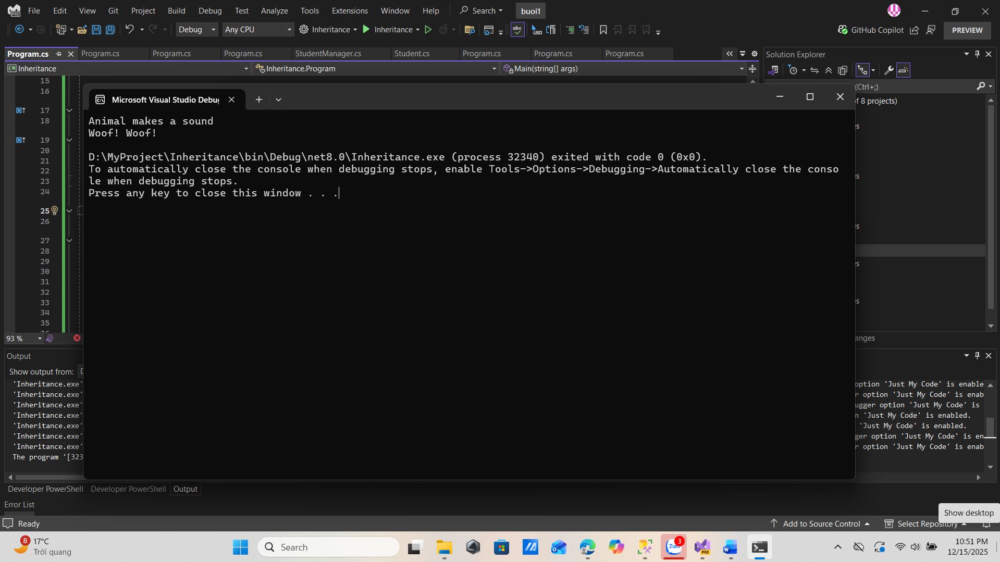 File Edit View Git Project Build Debug Test Analyze Tools Extensions Window Help Search buoi1
Debug Any CPU Inheritance Inheritance abc GitHub Copilot PREVIEW
Program.cs Program.cs Program.cs Program.cs StudentManager.cs Student.cs Program.cs Program.cs Program.cs
Solution Explorer
C# Inheritance Inheritance.Program Main(string[] args)
(Ctrl+;)
of 8 projects)
15
16
17
18
19
20
21
22
23
24
25
26
27
28
29
30
31
32
33
34
35
Microsoft Visual Studio Debu
Animal makes a sound
Woof! Woof!
D:\MyProject\Inheritance\bin\Debug\net8.0\Inheritance.exe (process 32340) exited with code 0 (0x0).
To automatically close the console when debugging stops, enable Tools->Options->Debugging->Automatically close the conso
le when debugging stops.
Press any key to close this window . . .
es
es
es
es
es
93 %
anges
Output
Show output from:
'Inheritance.exe' option 'Just My Code' is enable
'Inheritance.exe' r option 'Just My Code' is enab
'Inheritance.exe' ugger option 'Just My Code' is
'Inheritance.exe' n 'Just My Code' is enabled.
'Inheritance.exe' 'Just My Code' is enabled.
'Inheritance.exe' ger option 'Just My Code' is en
'Inheritance.exe' r option 'Just My Code' is enab
The program '[323
Developer PowerShell Developer PowerShell Output
Error List
Show desktop
Ready Add to Source Control Select Repository
8 17°C
Trời quang
Search
Zalo 3
PRE
W
10:51 PM
12/15/2025